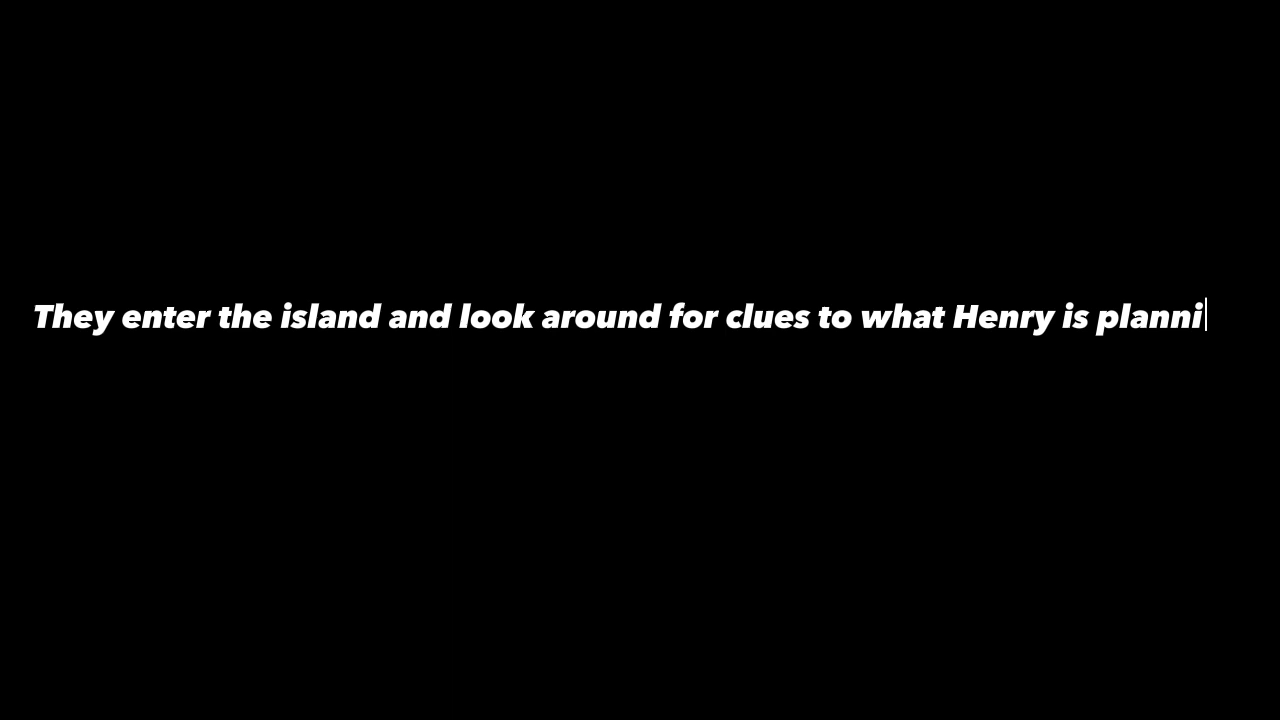 They enter the island and look around for clues to what Henry is planni